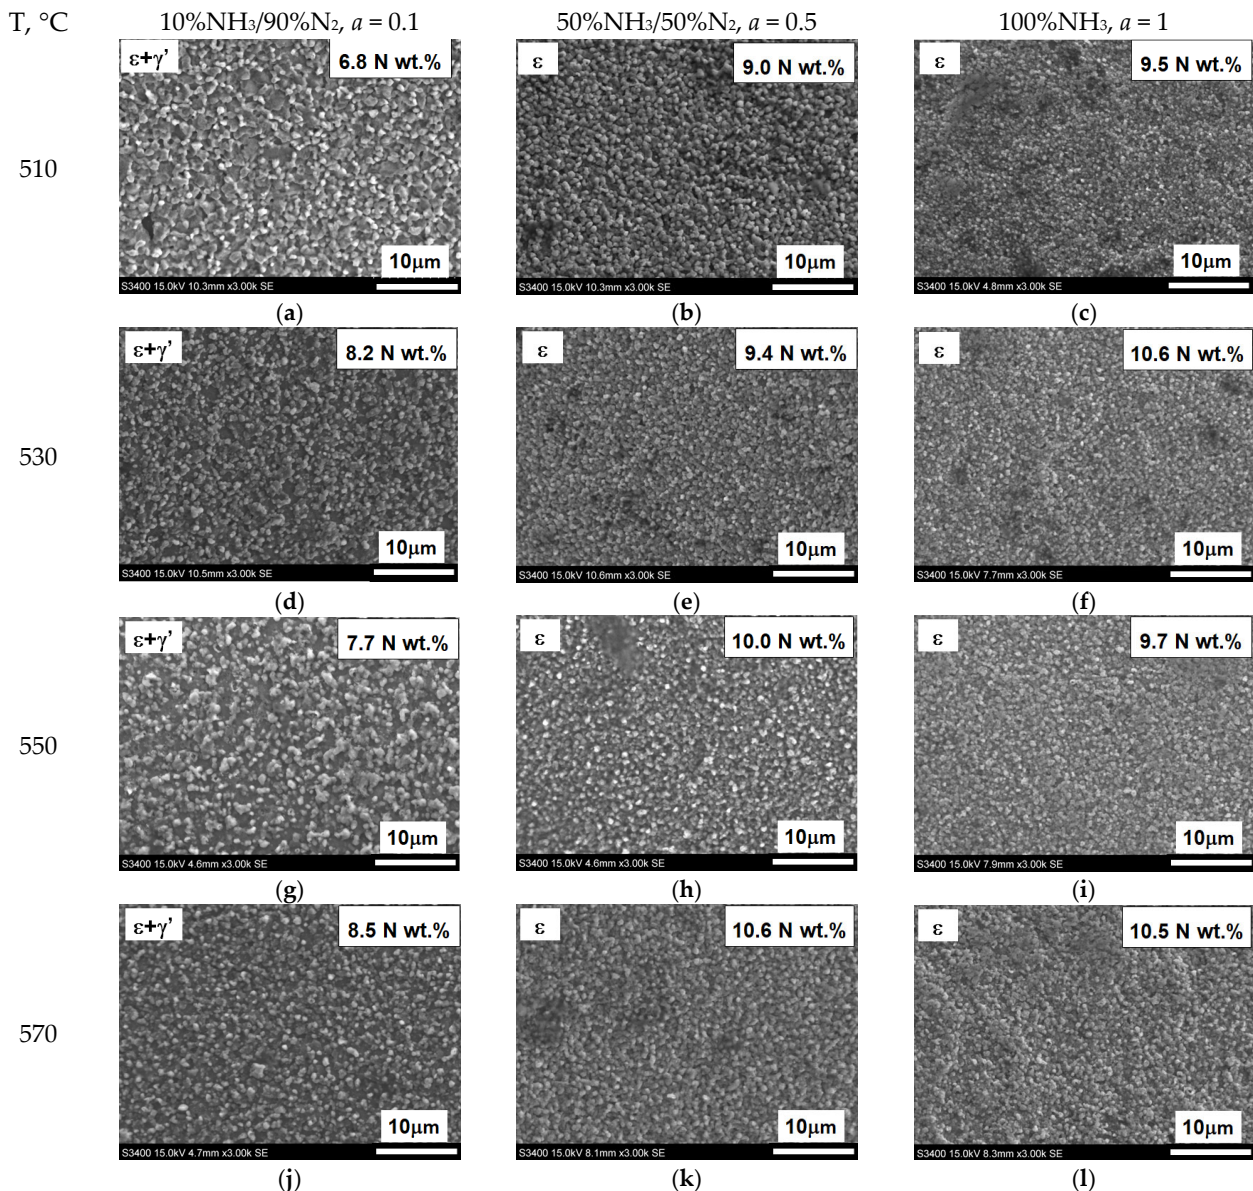 T, °C 10%NH₃/90%N₂, a = 0.1 50%NH₃/50%N₂, a = 0.5 100%NH₃, a = 1
ε+γ’ 6.8 N wt.% ε 9.0 N wt.% ε 9.5 N wt.%
510
10μm 10μm 10μm
S3400 15.0kV 10.3mm x3.00k SE S3400 15.0kV 10.3mm x3.00k SE S3400 15.0kV 4.8mm x3.00k SE
(a) (b) (c)
ε+γ’ 8.2 N wt.% ε 9.4 N wt.% ε 10.6 N wt.%
530
10μm 10μm 10μm
S3400 15.0kV 10.5mm x3.00k SE S3400 15.0kV 10.6mm x3.00k SE S3400 15.0kV 7.7mm x3.00k SE
(d) (e) (f)
ε+γ’ 7.7 N wt.% ε 10.0 N wt.% ε 9.7 N wt.%
550
10μm 10μm 10μm
S3400 15.0kV 4.6mm x3.00k SE S3400 15.0kV 4.6mm x3.00k SE S3400 15.0kV 7.9mm x3.00k SE
(g) (h) (i)
ε+γ’ 8.5 N wt.% ε 10.6 N wt.% ε 10.5 N wt.%
570
10μm 10μm 10μm
S3400 15.0kV 4.7mm x3.00k SE S3400 15.0kV 8.1mm x3.00k SE S3400 15.0kV 8.3mm x3.00k SE
(j) (k) (l)